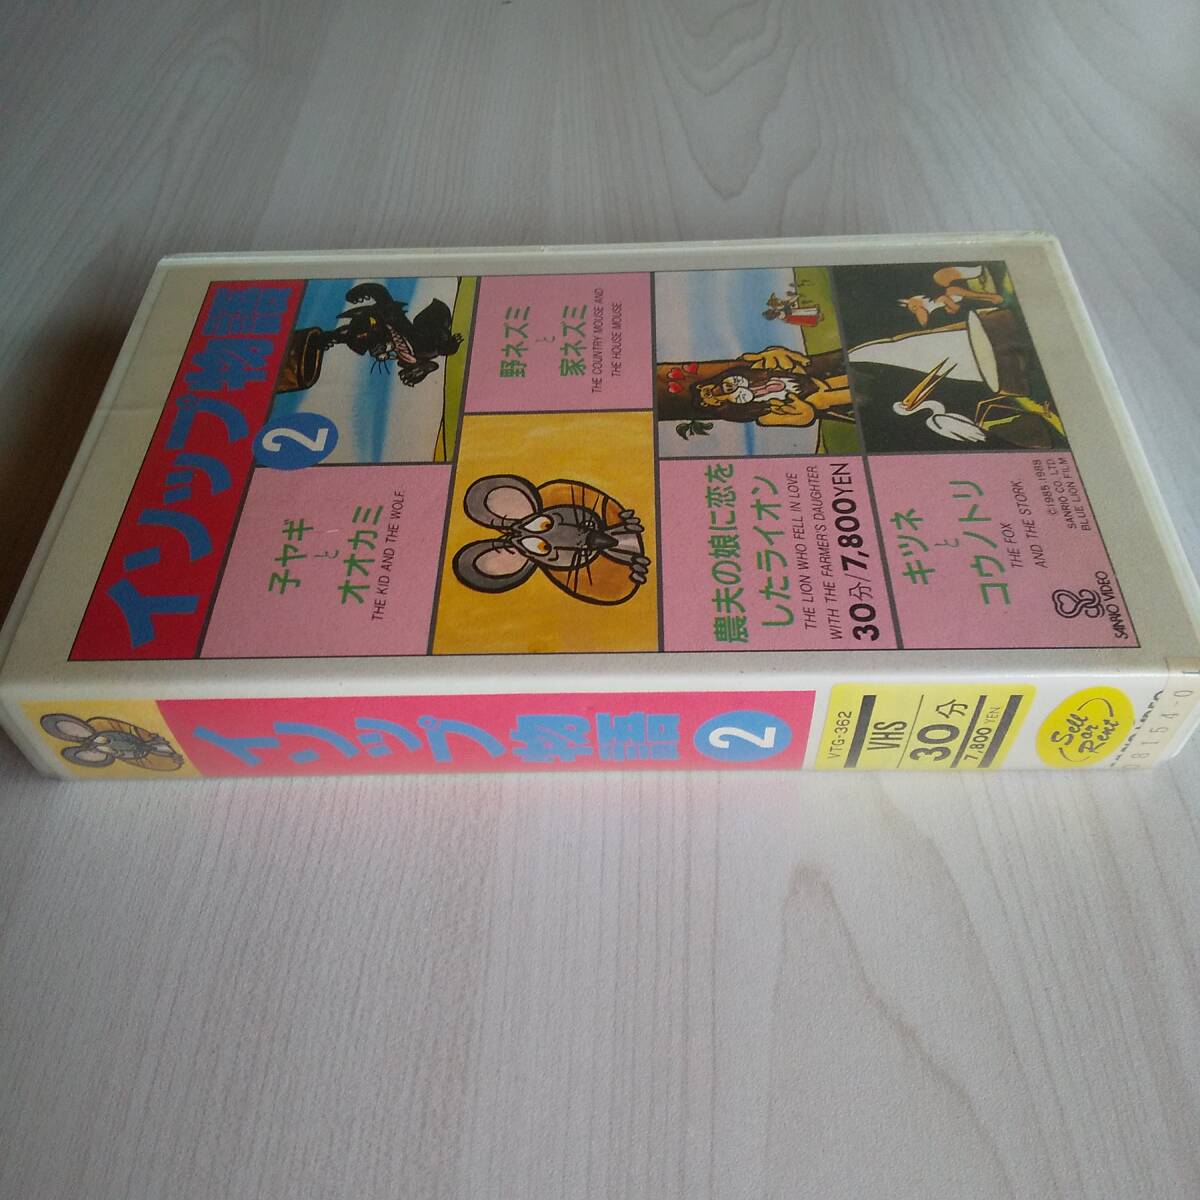 イソップ物語
2
子ヤギ
と
オオカミ
THE KID AND THE WOLF.
野ネズミ
と
家ネズミ
THE COUNTRY MOUSE AND
THE HOUSE MOUSE
農夫の娘に恋を
したライオン
THE LION WHO FELL IN LOVE
WITH THE FARMER'S DAUGHTER.
30分/7,800YEN
キツネ
と
コウノトリ
THE FOX
AND THE STORK.
©1985.1989
SANRIO CO., LTD.
BLUE LION FILM
SANRIO VIDEO
イソップ物語
2
VTG-362
VHS
30分
7,800 YEN
Sell
or
Rent